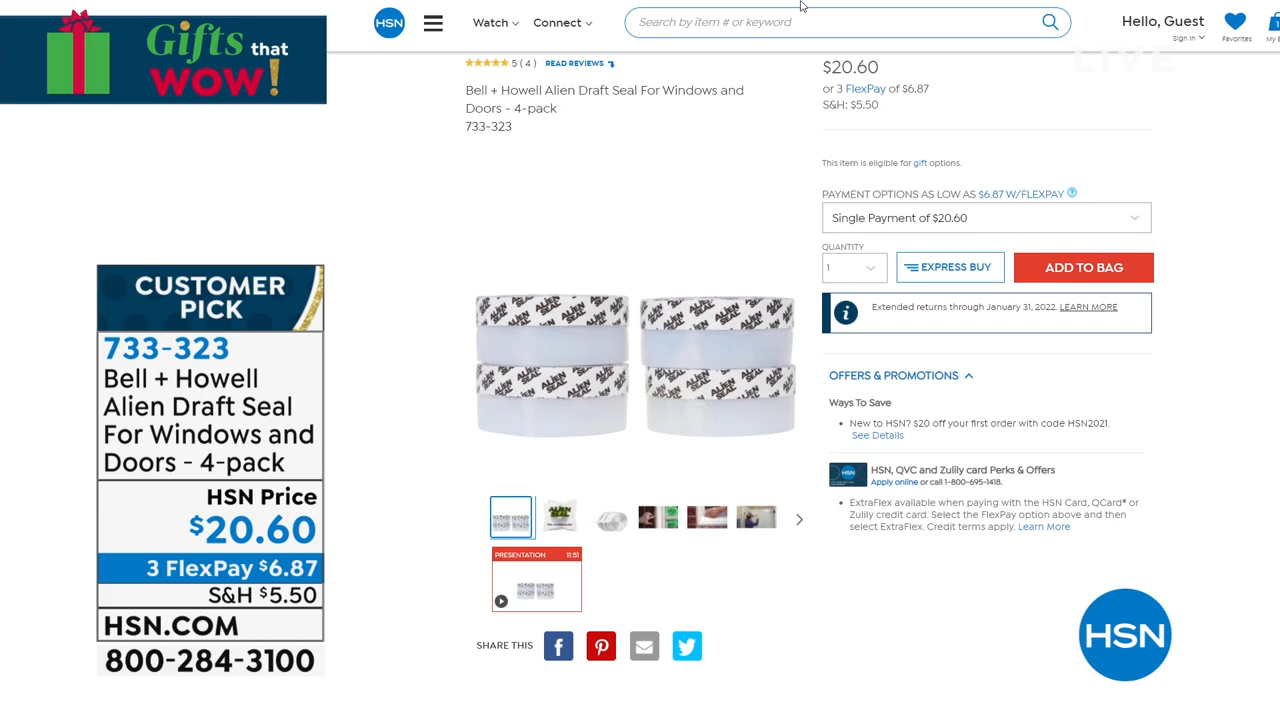 Gifts that
WOW!
HSN
Watch
Connect
Search by item # or keyword
Hello, Guest
Sign In
Favorites
1
LIVE
5 ( 4 )
READ REVIEWS
Bell + Howell Alien Draft Seal For Windows and
Doors - 4-pack
733-323
$20.60
or 3 FlexPay of $6.87
S&H: $5.50
This item is eligible for gift options.
PAYMENT OPTIONS AS LOW AS $6.87 W/FLEXPAY ?
Single Payment of $20.60
QUANTITY
1
EXPRESS BUY
ADD TO BAG
i
Extended returns through January 31, 2022. LEARN MORE
OFFERS & PROMOTIONS
Ways To Save
• New to HSN? $20 off your first order with code HSN2021.
See Details
HSN
HSN, QVC and Zulily card Perks & Offers
Apply online or call 1-800-695-1418.
• ExtraFlex available when paying with the HSN Card, QCard® or
Zulily credit card. Select the FlexPay option above and then
select ExtraFlex. Credit terms apply. Learn More
ALIEN SEAL
ALIEN SEAL
PRESENTATION 11:51
SHARE THIS
CUSTOMER
PICK
733-323
Bell + Howell
Alien Draft Seal
For Windows and
Doors - 4-pack
HSN Price
$20.60
3 FlexPay $6.87
S&H $5.50
HSN.COM
800-284-3100
HSN